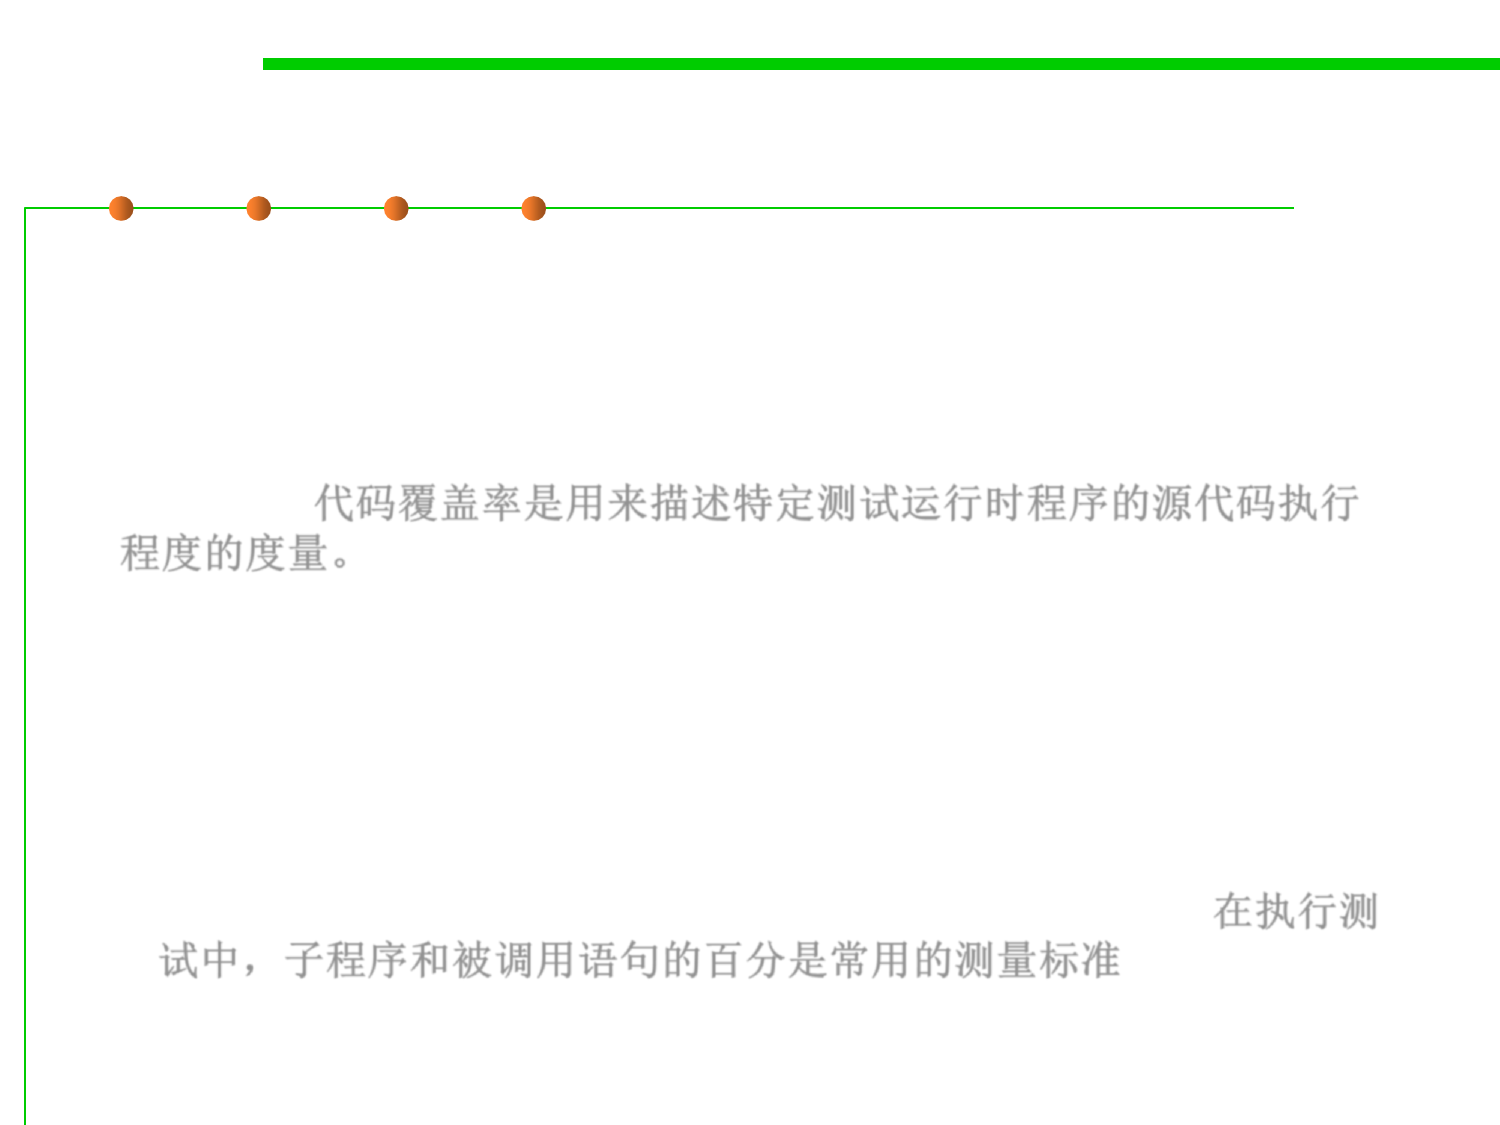 代码覆盖率是用来描述特定测试运行时程序的源代码执行
程度的度量。
在执行测
试中，子程序和被调用语句的百分是常用的测量标准